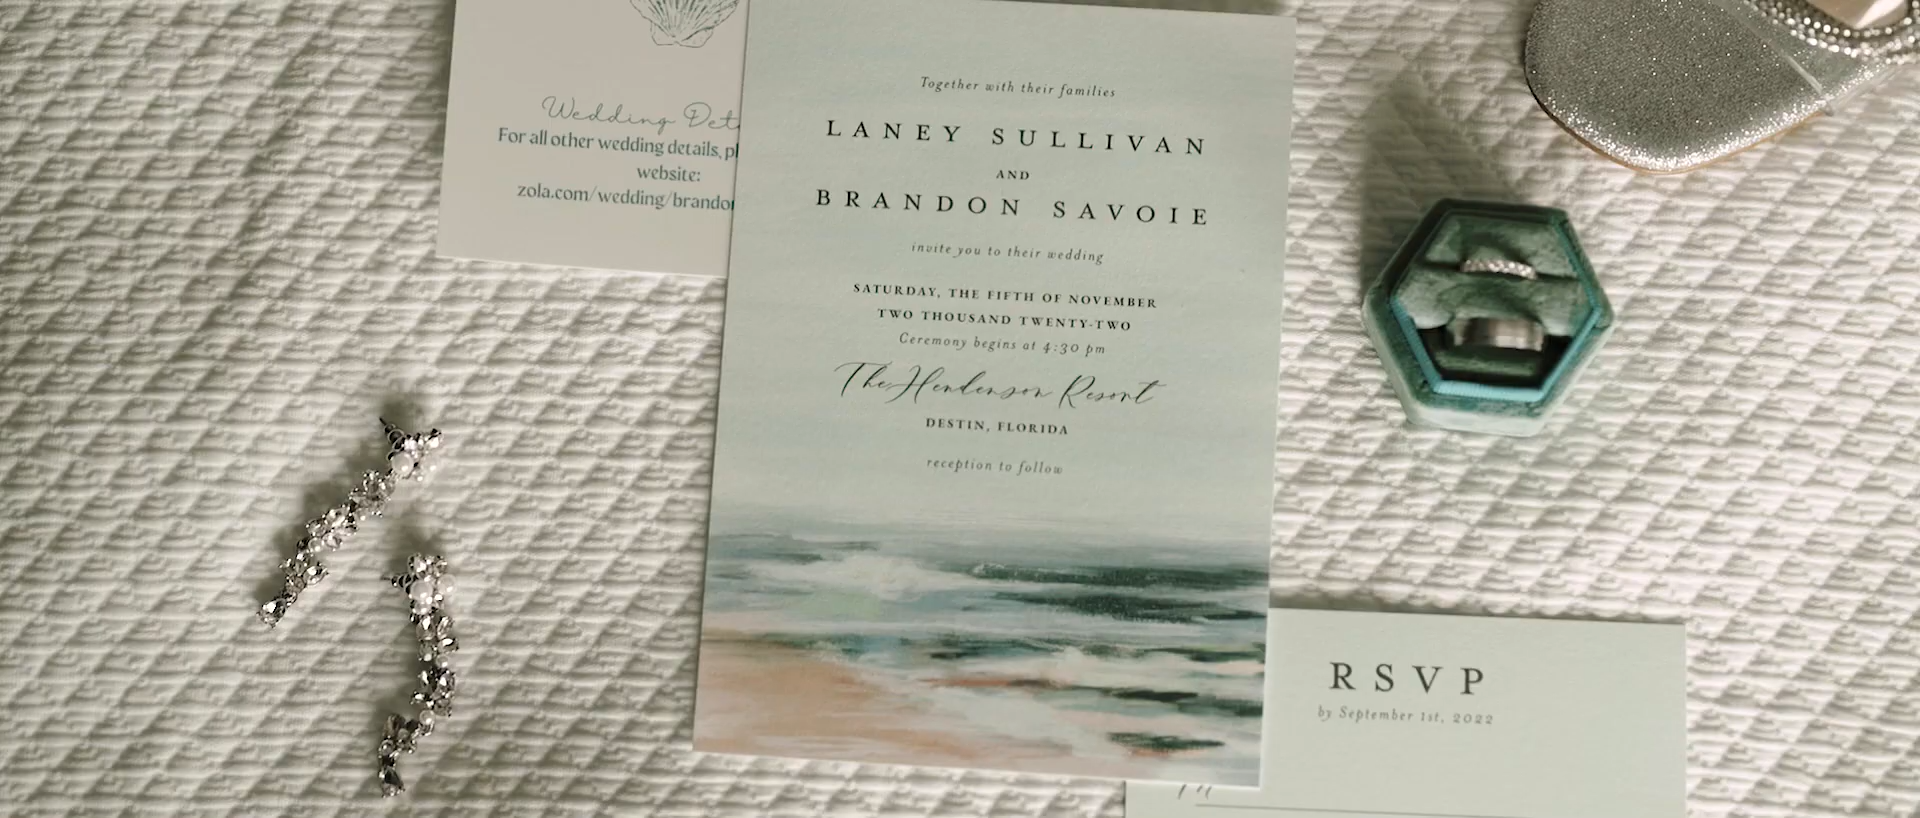 Wedding
For all other wedding details,
website:
zola.com/wedding/brandon
Together with their families
LANEY SULLIVAN
AND
BRANDON SAVOIE
invite you to their wedding
SATURDAY, THE FIFTH OF NOVEMBER
TWO THOUSAND TWENTY-TWO
Ceremony begins at 4:30 pm
The Henderson Resort
DESTIN, FLORIDA
reception to follow
RSVP
by September 1st, 2022